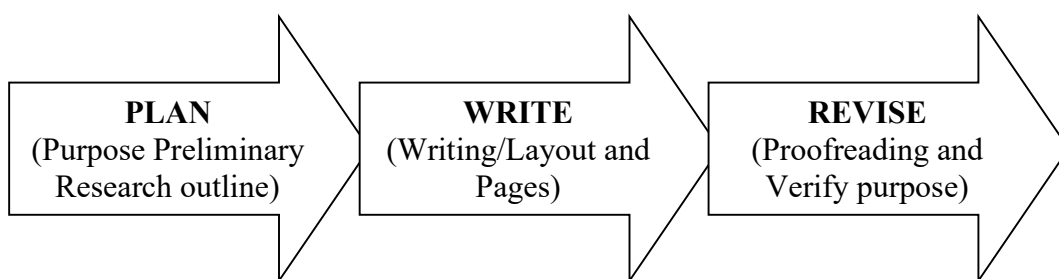 PLAN
(Purpose Preliminary
Research outline)
WRITE
(Writing/Layout and
Pages)
REVISE
(Proofreading and
Verify purpose)